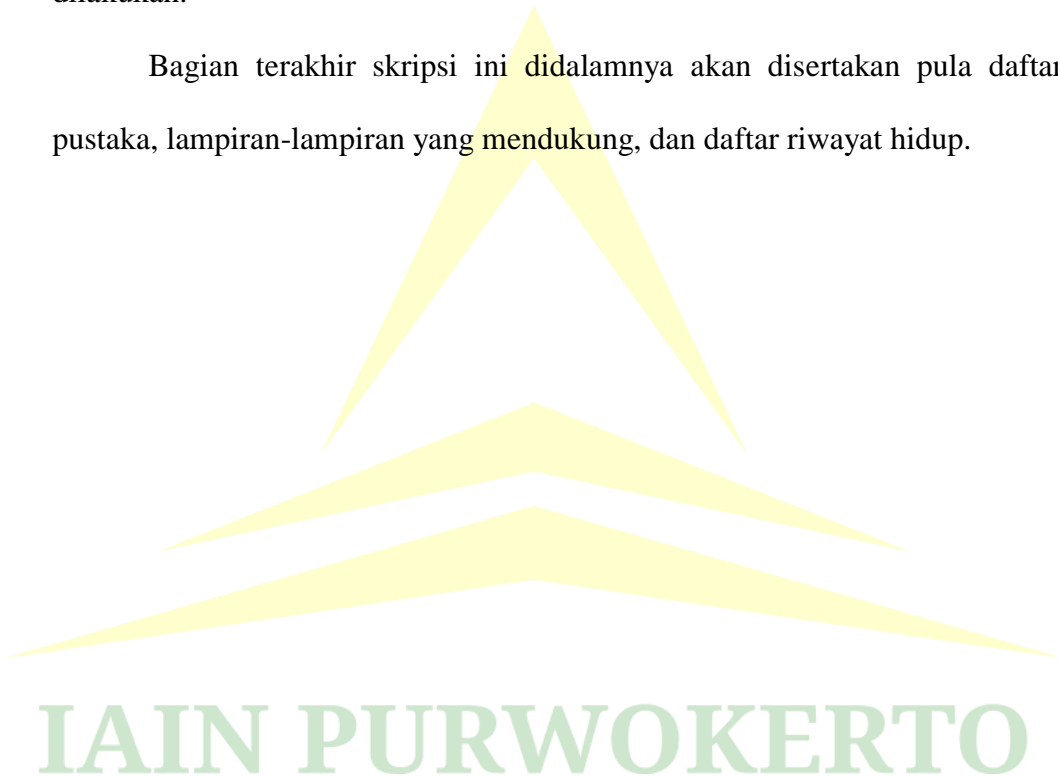 dilakukan.
Bagian terakhir skripsi ini didalamnya akan disertakan pula daftar
pustaka, lampiran-lampiran yang mendukung, dan daftar riwayat hidup.
IAIN PURWOKERTO